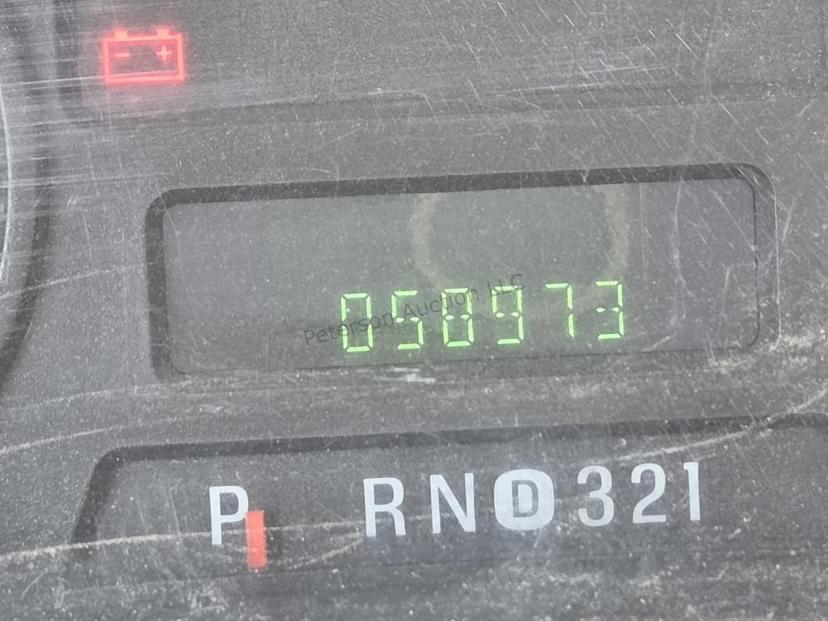 050973
Peterson Auction LLC
P RND321